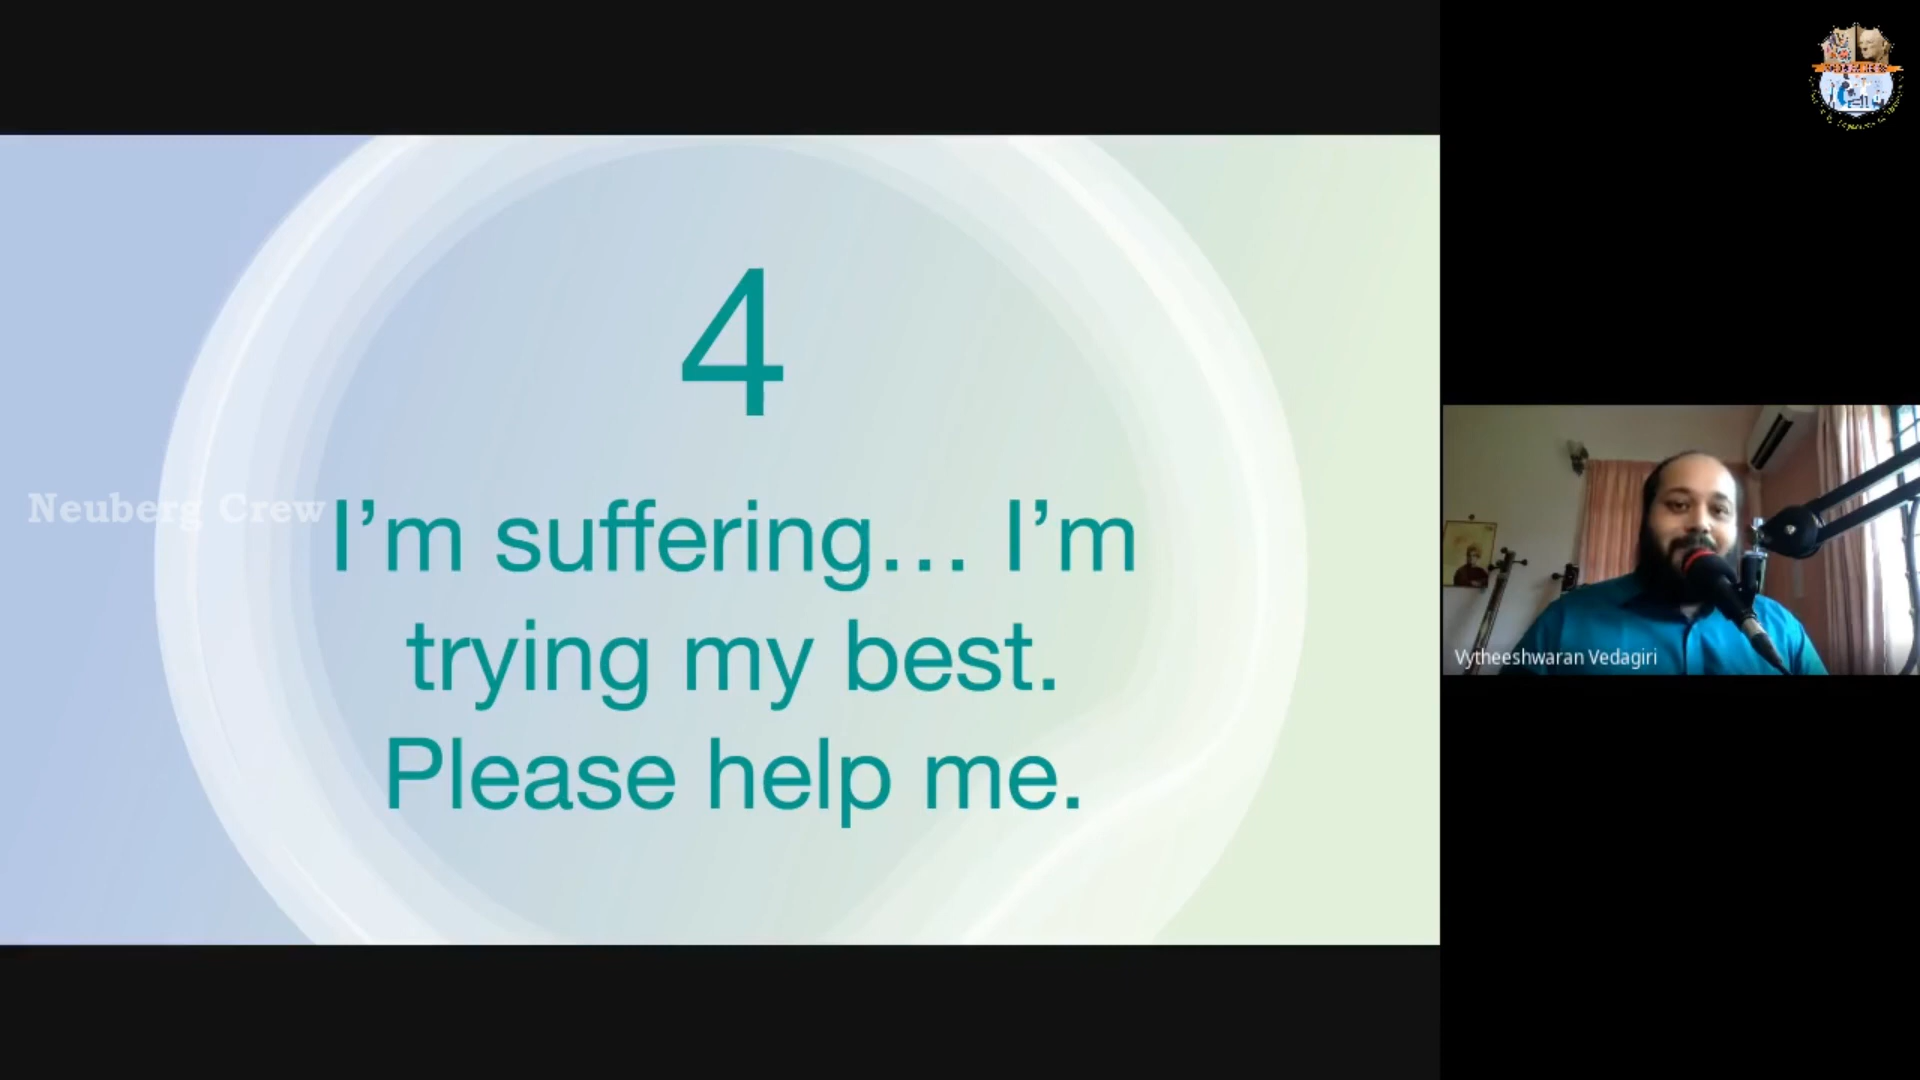 4
Neuberg Crew
I’m suffering… I’m
trying my best.
Please help me.
Vytheeshwaran Vedagiri